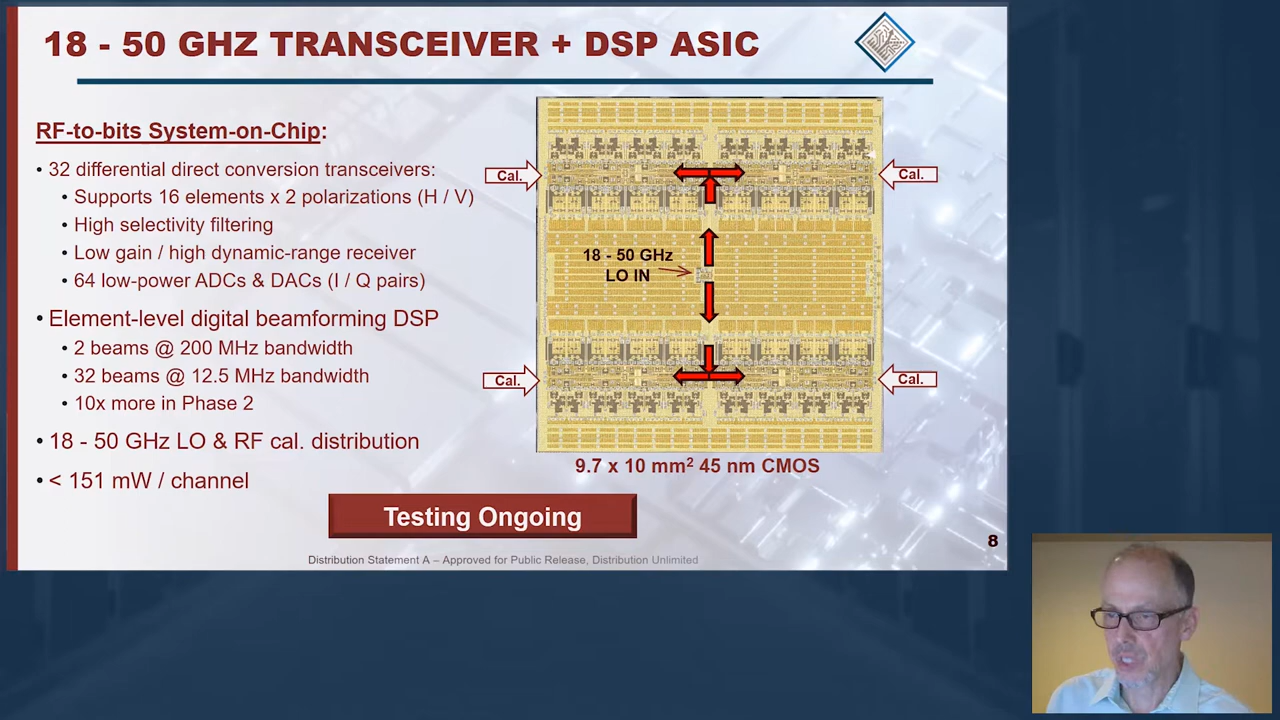 18 - 50 GHZ TRANSCEIVER + DSP ASIC
RF-to-bits System-on-Chip:
• 32 differential direct conversion transceivers:
• Supports 16 elements x 2 polarizations (H / V)
• High selectivity filtering
• Low gain / high dynamic-range receiver
• 64 low-power ADCs & DACs (I / Q pairs)
• Element-level digital beamforming DSP
• 2 beams @ 200 MHz bandwidth
• 32 beams @ 12.5 MHz bandwidth
• 10x more in Phase 2
• 18 - 50 GHz LO & RF cal. distribution
• < 151 mW / channel
Cal.
Cal.
18 - 50 GHz
LO IN
Cal.
Cal.
9.7 x 10 mm² 45 nm CMOS
Testing Ongoing
8
Distribution Statement A – Approved for Public Release, Distribution Unlimited